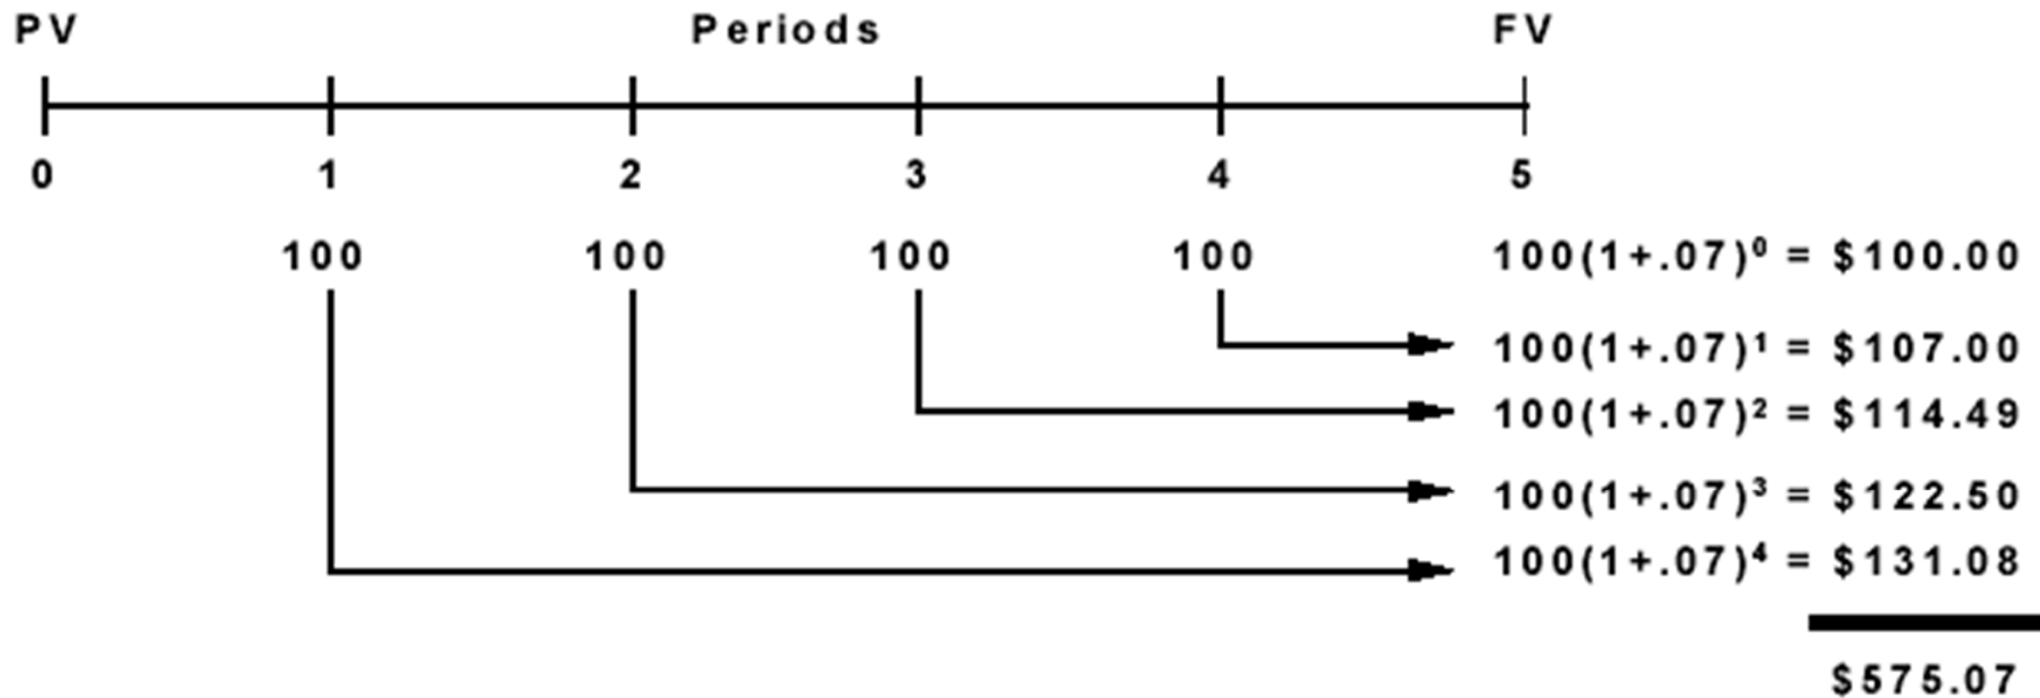 PV Periods FV
0 1 2 3 4 5
100 100 100 100 100(1+.07)⁰ = $100.00
100(1+.07)¹ = $107.00
100(1+.07)² = $114.49
100(1+.07)³ = $122.50
100(1+.07)⁴ = $131.08
$575.07